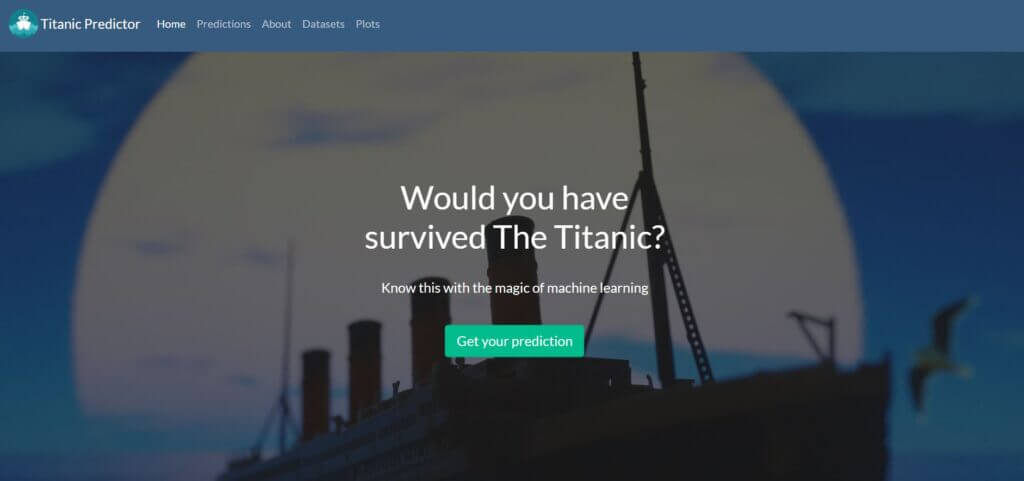 Titanic Predictor Home Predictions About Datasets Plots
Would you have
survived The Titanic?
Know this with the magic of machine learning
Get your prediction